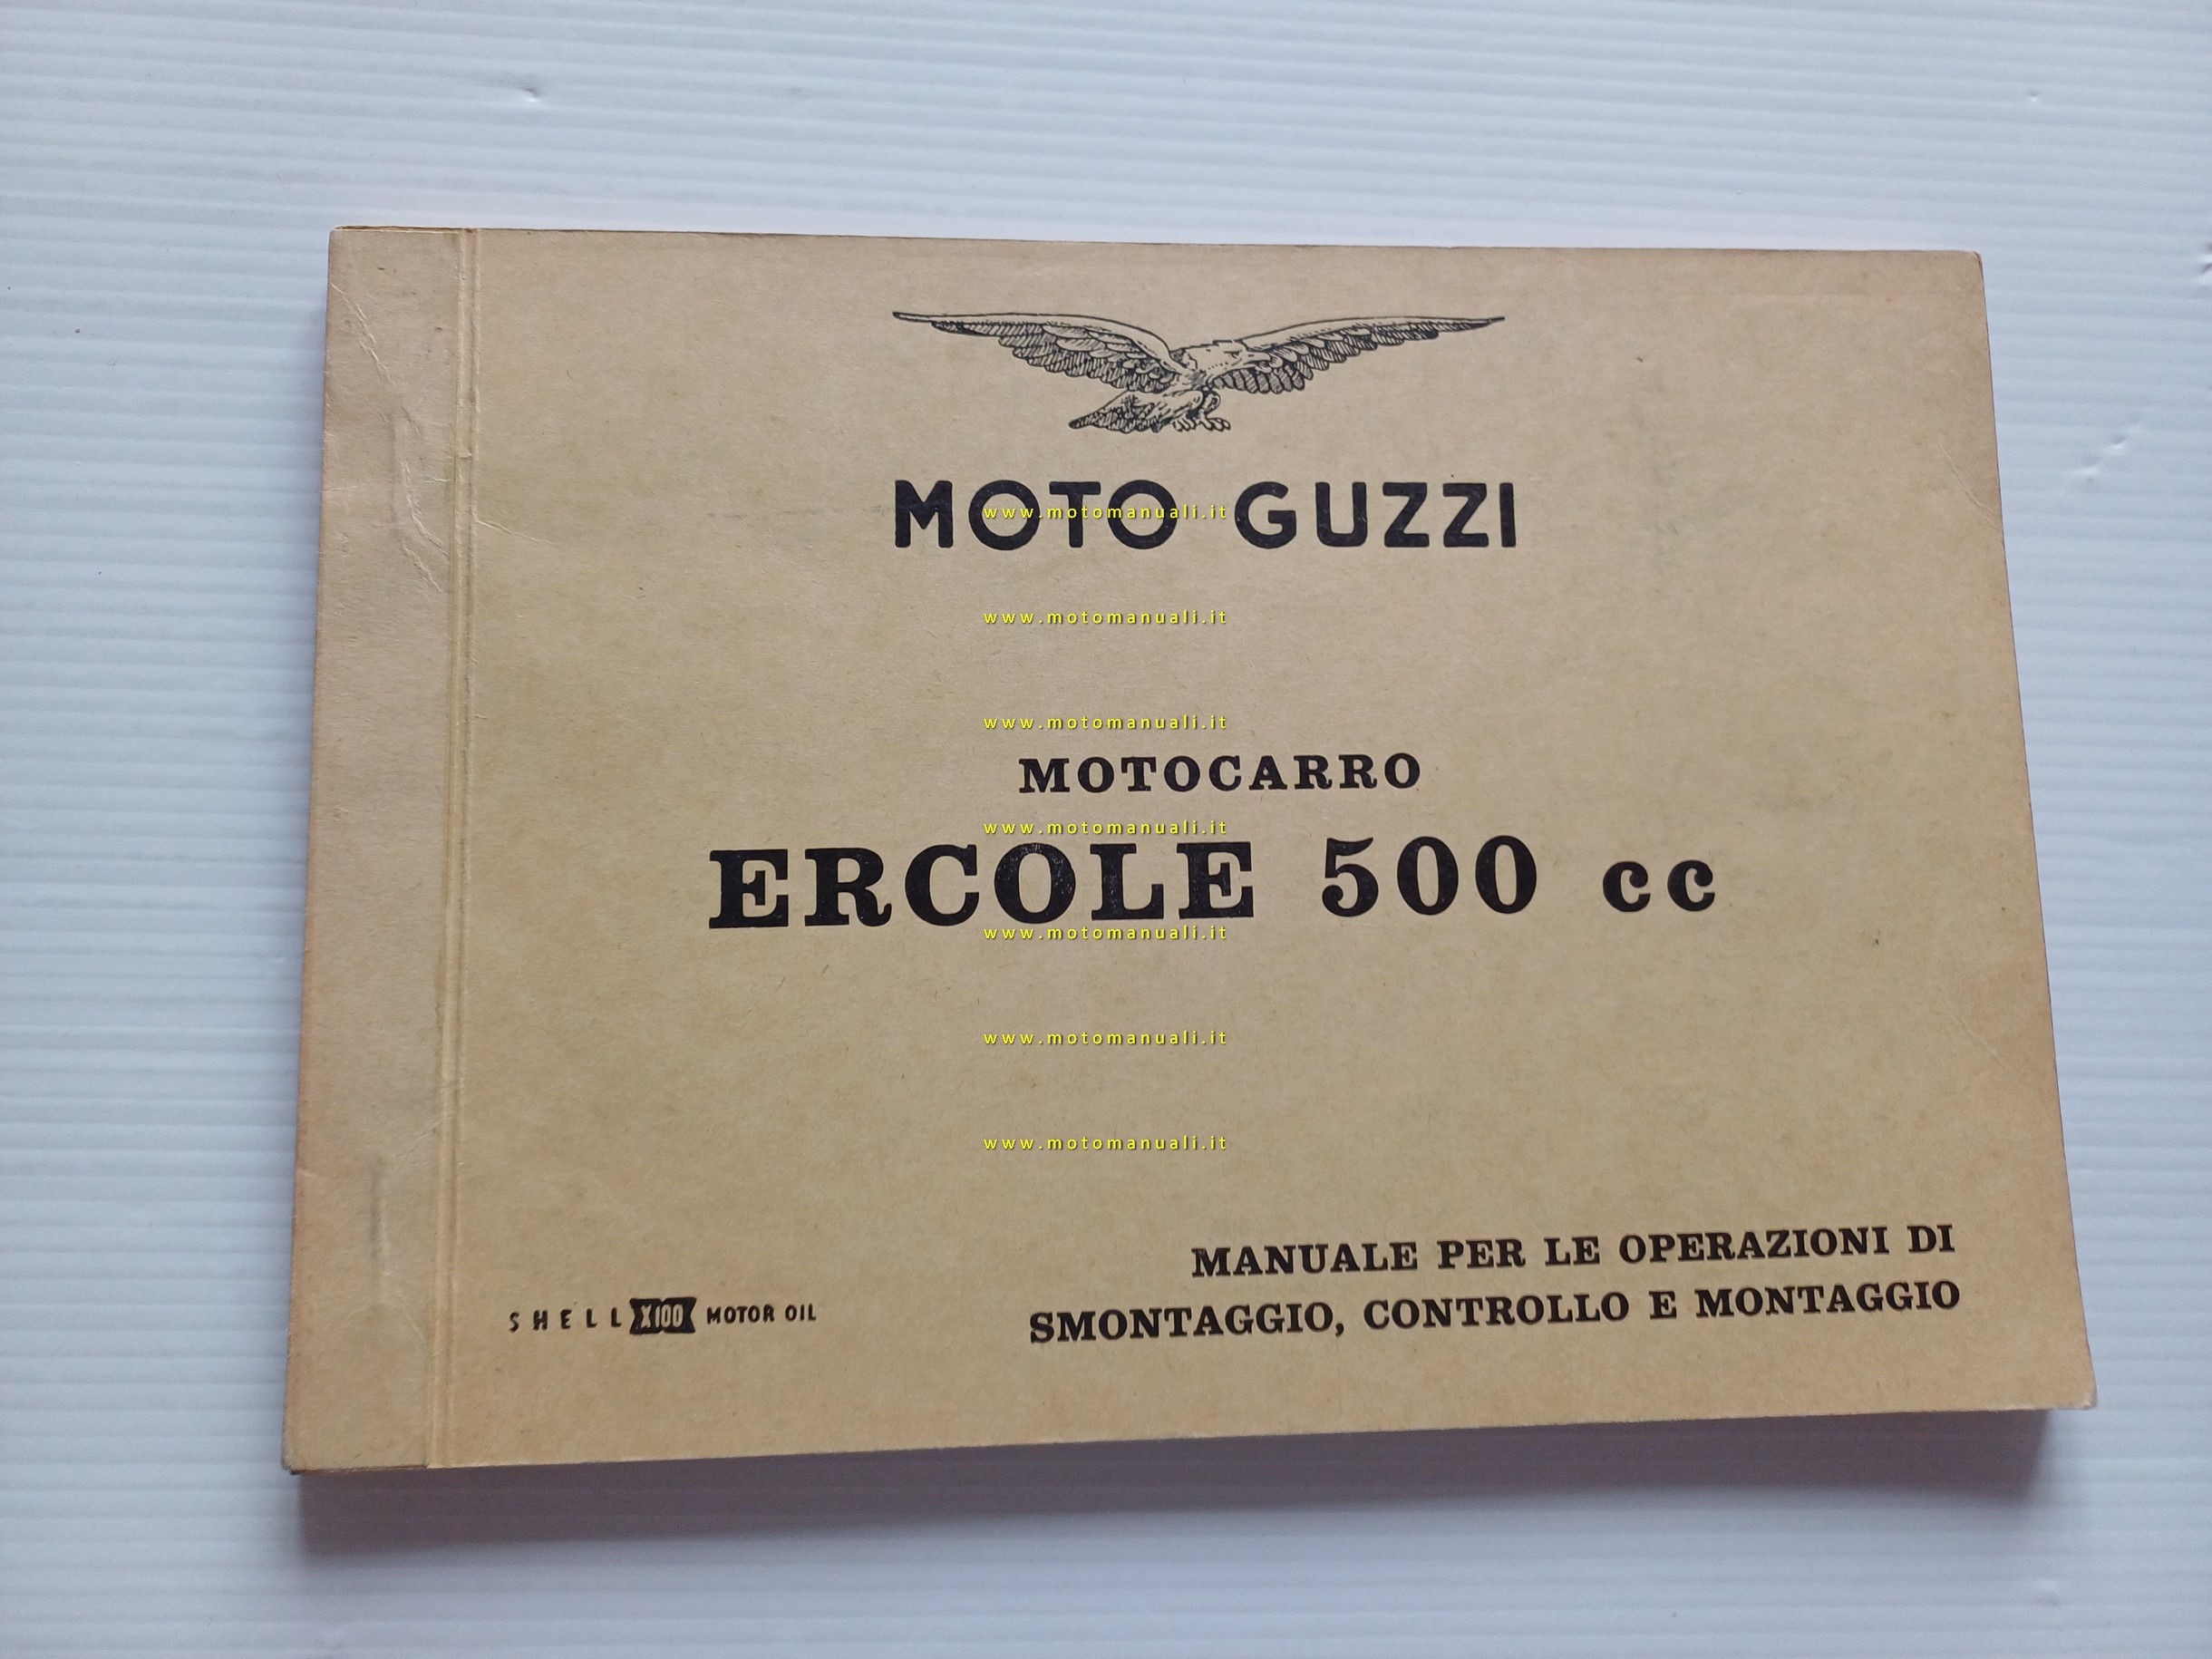 MOTO GUZZI
www.motomanuali.it
www.motomanuali.it
www.motomanuali.it
MOTOCARRO
www.motomanuali.it
ERCOLE 500 cc
www.motomanuali.it
www.motomanuali.it
www.motomanuali.it
MANUALE PER LE OPERAZIONI DI
SMONTAGGIO, CONTROLLO E MONTAGGIO
SHELL X100 MOTOR OIL